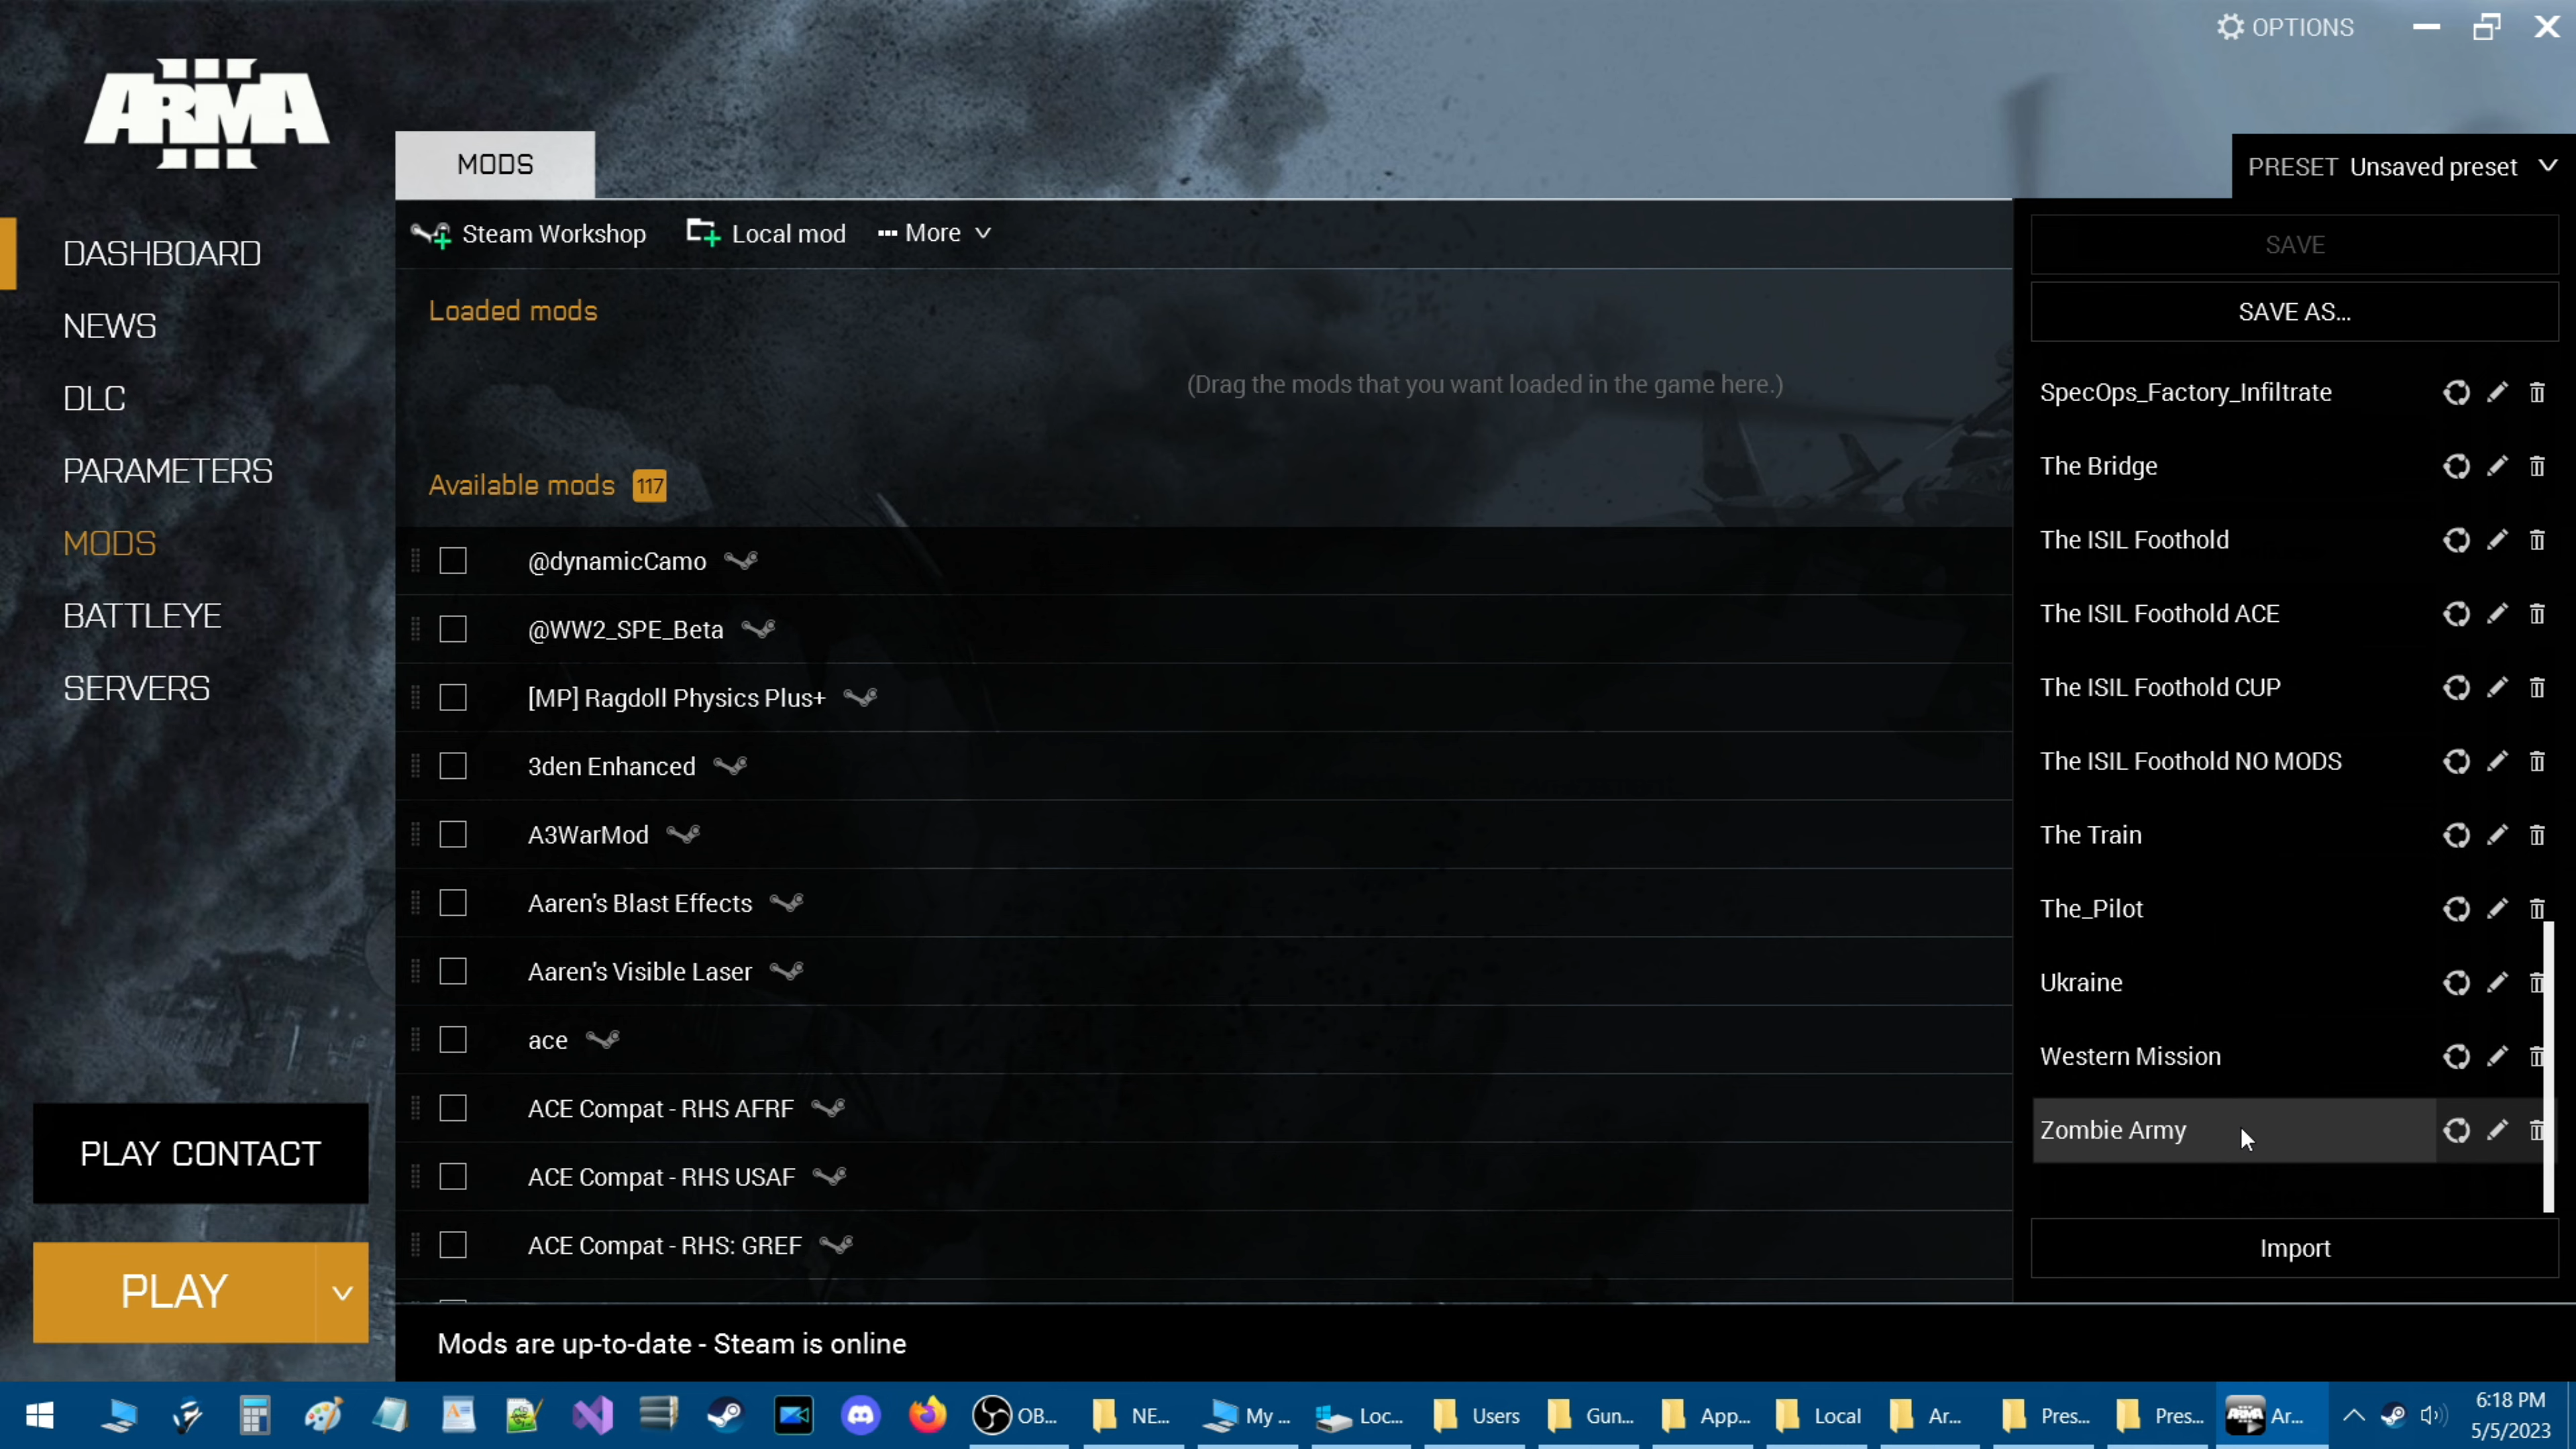 OPTIONS
III
ARMA
III
MODS
PRESET Unsaved preset
DASHBOARD
NEWS
DLC
PARAMETERS
MODS
BATTLEYE
SERVERS
Steam Workshop
Local mod
More
Loaded mods
(Drag the mods that you want loaded in the game here.)
Available mods 117
@dynamicCamo
@WW2_SPE_Beta
[MP] Ragdoll Physics Plus+
3den Enhanced
A3WarMod
Aaren's Blast Effects
Aaren's Visible Laser
ace
ACE Compat - RHS AFRF
ACE Compat - RHS USAF
ACE Compat - RHS: GREF
SAVE
SAVE AS...
SpecOps_Factory_Infiltrate
The Bridge
The ISIL Foothold
The ISIL Foothold ACE
The ISIL Foothold CUP
The ISIL Foothold NO MODS
The Train
The_Pilot
Ukraine
Western Mission
Zombie Army
Import
PLAY CONTACT
PLAY
Mods are up-to-date - Steam is online
OB...
NE...
My ...
Loc...
Users
Gun...
App...
Local
Ar...
Pres...
Pres...
Ar...
6:18 PM
5/5/2023